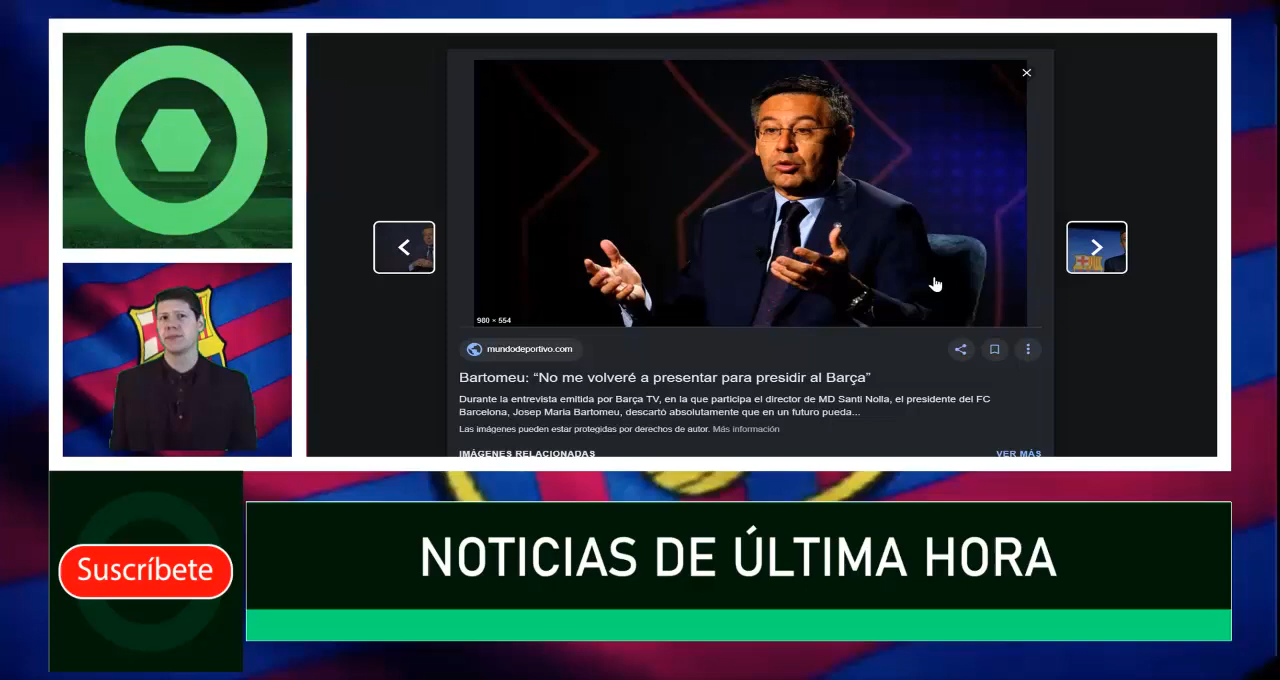 980 × 554
mundodeportivo.com
Bartomeu: “No me volveré a presentar para presidir al Barça”
Durante la entrevista emitida por Barça TV, en la que participa el director de MD Santi Nolla, el presidente del FC
Barcelona, Josep Maria Bartomeu, descartó absolutamente que en un futuro pueda...
Las imágenes pueden estar protegidas por derechos de autor. Más información
IMÁGENES RELACIONADAS VER MÁS
Suscríbete
NOTICIAS DE ÚLTIMA HORA